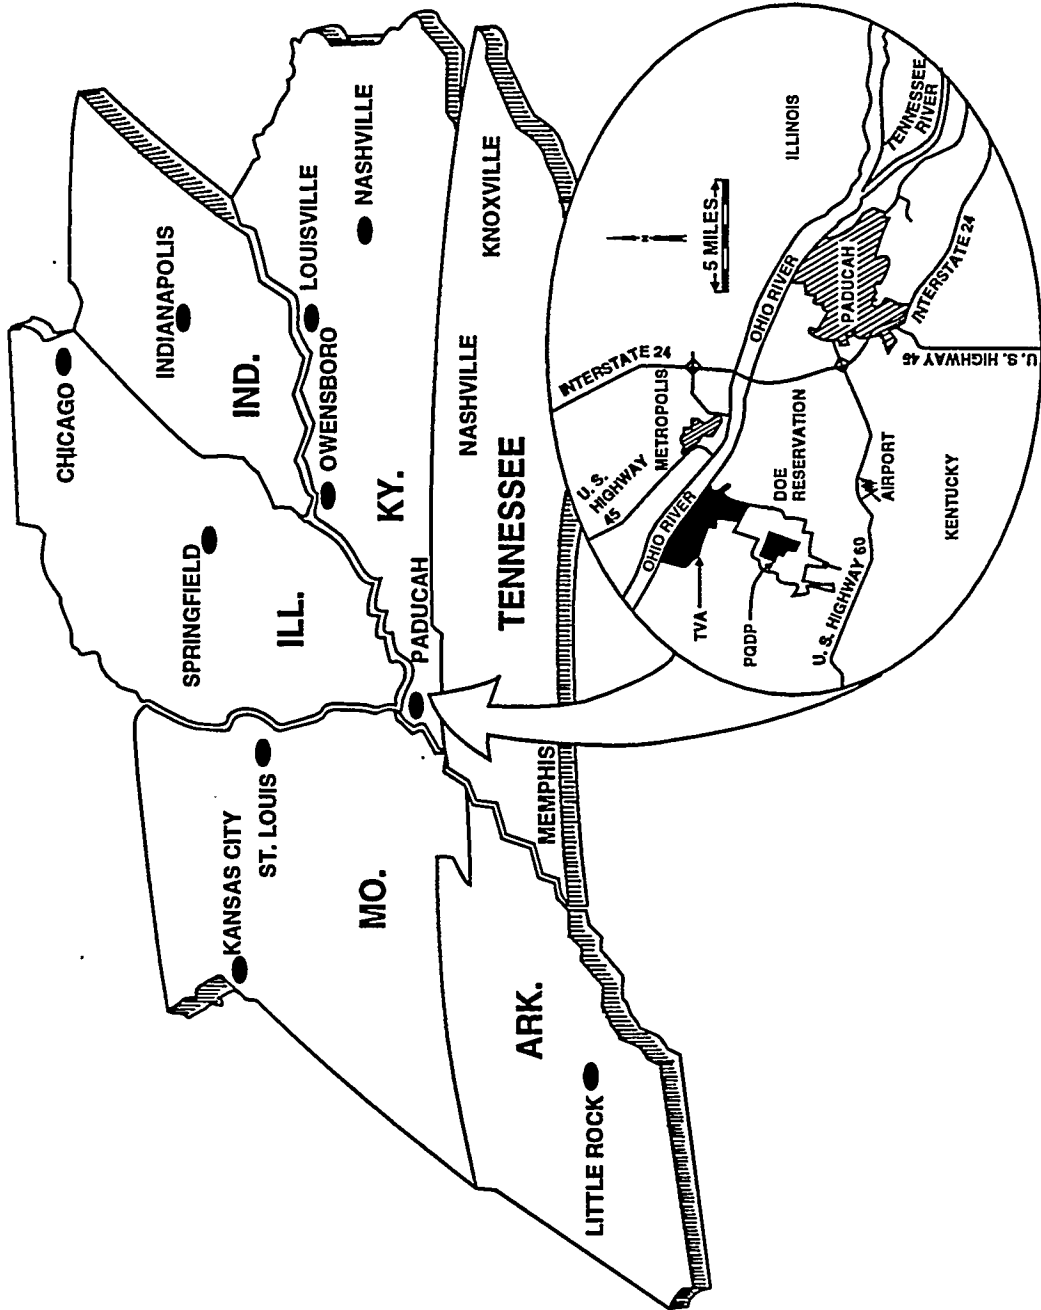 CHICAGO
SPRINGFIELD
INDIANAPOLIS
KANSAS CITY
ST. LOUIS
ILL.
IND.
LOUISVILLE
OWENSBORO
NASHVILLE
MO.
KY.
PADUCAH
NASHVILLE
KNOXVILLE
TENNESSEE
ARK.
MEMPHIS
LITTLE ROCK
U. S.
HIGHWAY
45
INTERSTATE 24
METROPOLIS
5 MILES
ILLINOIS
OHIO RIVER
OHIO RIVER
TENNESSEE
RIVER
TVA
PGDP
DOE
RESERVATION
PADUCAH
U. S. HIGHWAY 60
AIRPORT
INTERSTATE 24
U. S. HIGHWAY 45
KENTUCKY